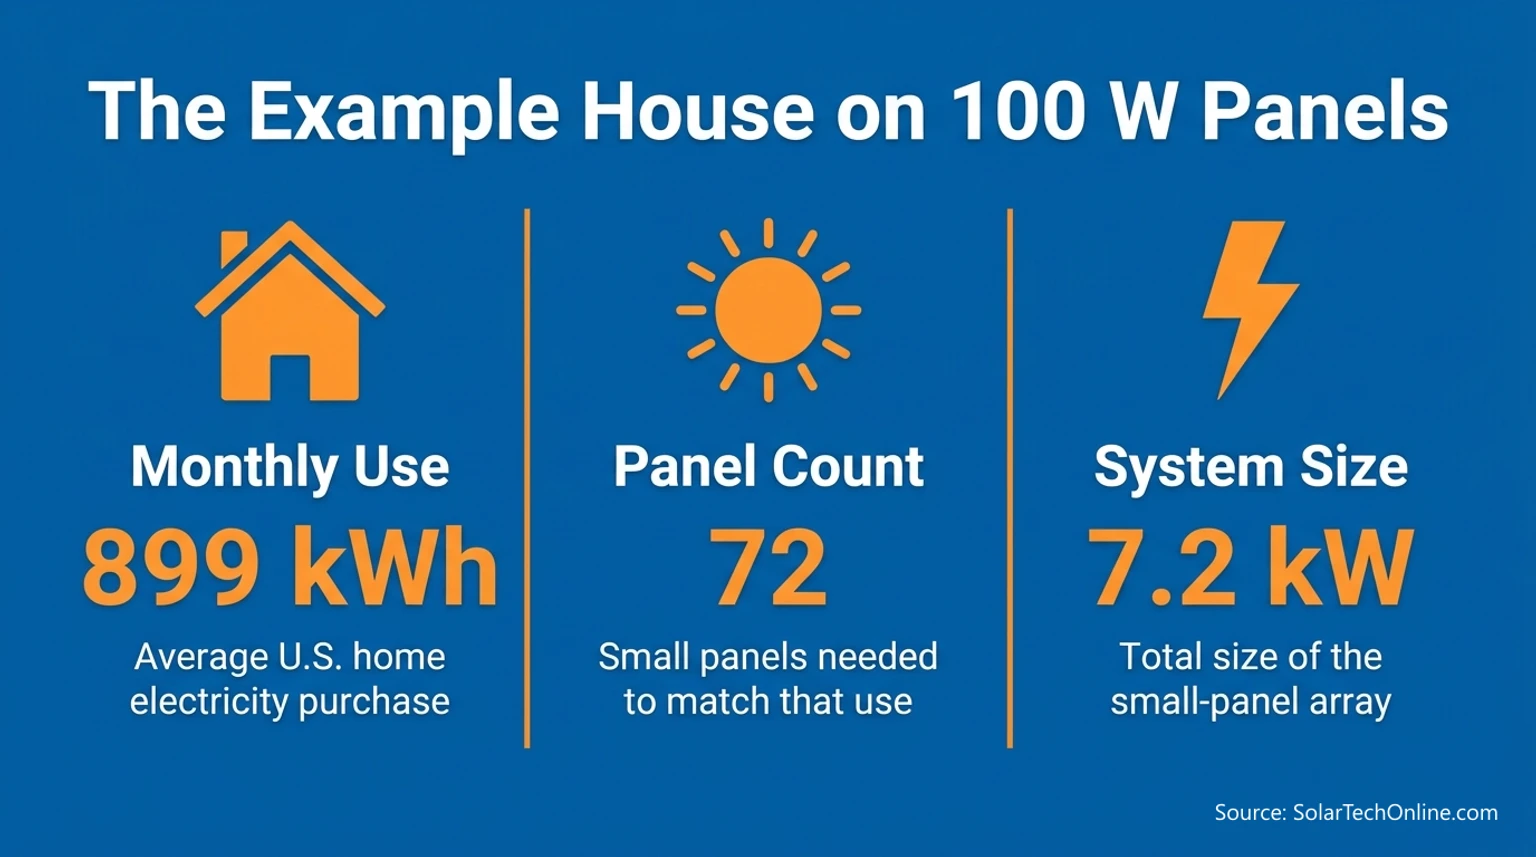 The Example House on 100 W Panels
Monthly Use
899 kWh
Average U.S. home
electricity purchase
Panel Count
72
Small panels needed
to match that use
System Size
7.2 kW
Total size of the
small-panel array
Source: SolarTechOnline.com